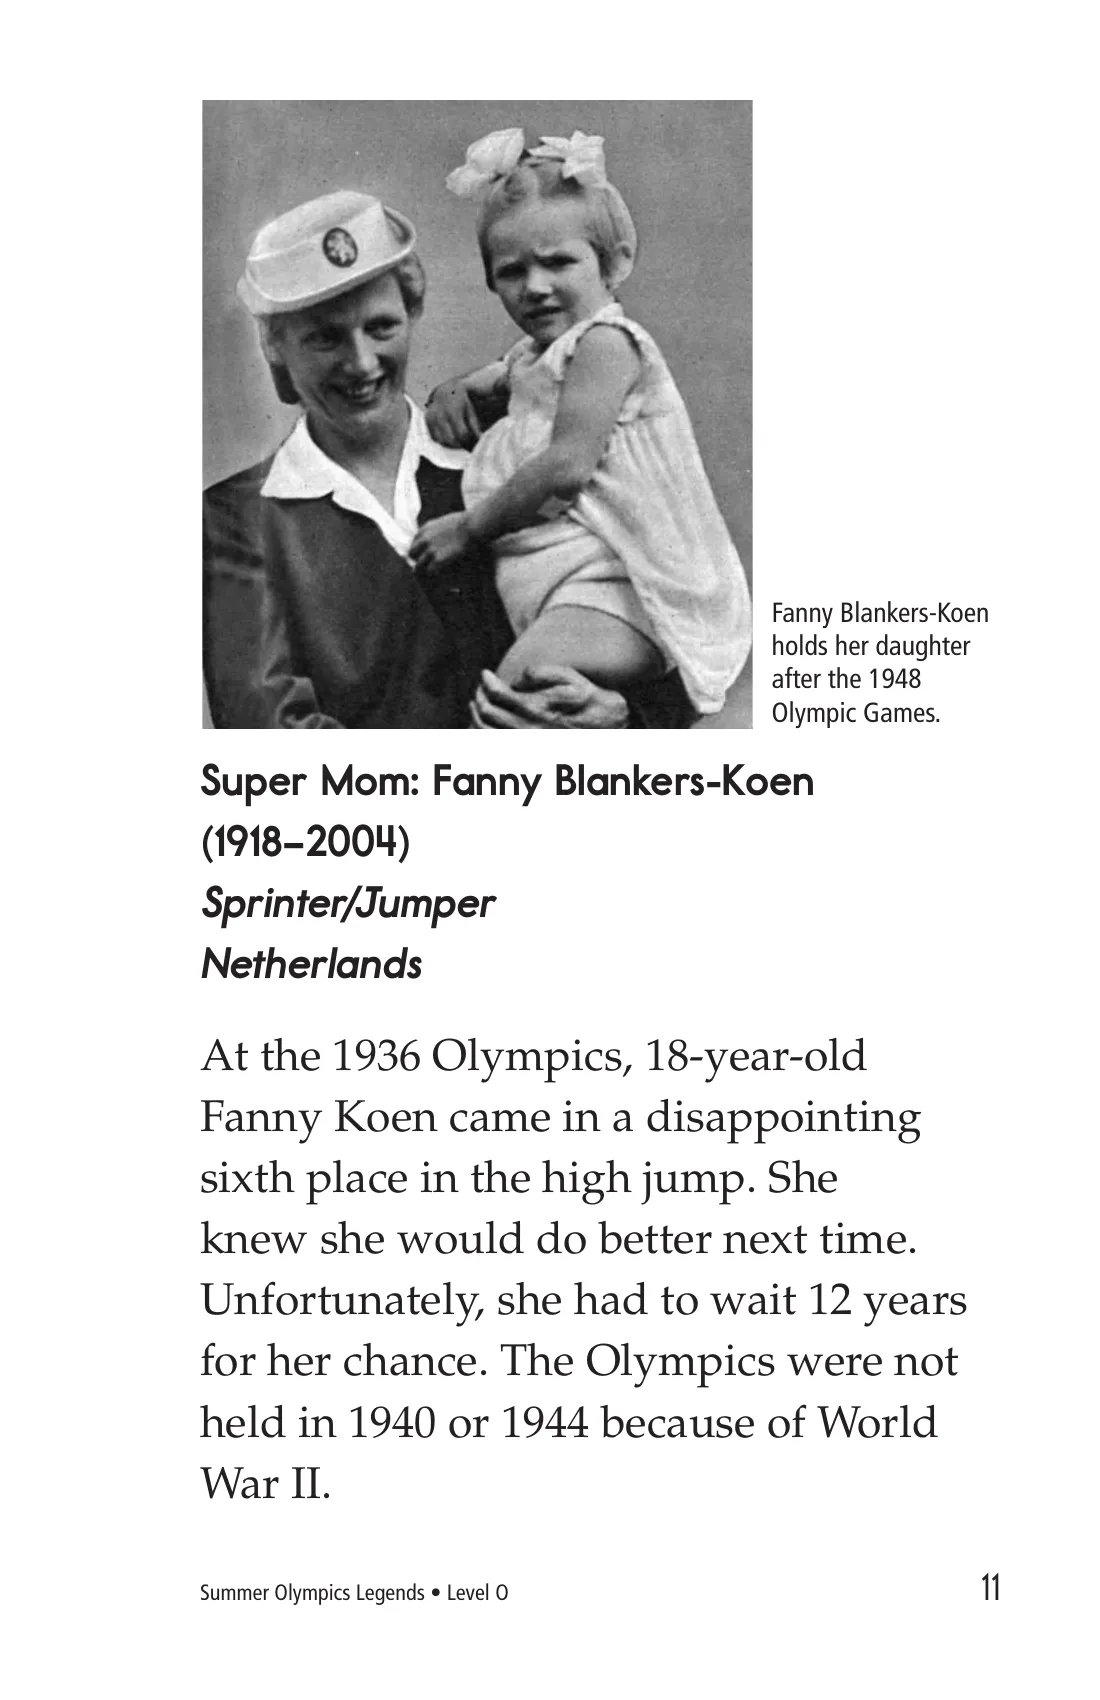 Fanny Blankers-Koen
holds her daughter
after the 1948
Olympic Games.
Super Mom: Fanny Blankers-Koen
(1918–2004)
Sprinter/Jumper
Netherlands
At the 1936 Olympics, 18-year-old
Fanny Koen came in a disappointing
sixth place in the high jump. She
knew she would do better next time.
Unfortunately, she had to wait 12 years
for her chance. The Olympics were not
held in 1940 or 1944 because of World
War II.
Summer Olympics Legends • Level O
11